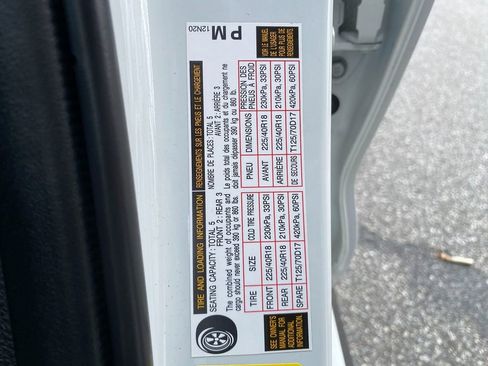 TIRE AND LOADING INFORMATION
RENSEIGNEMENTS SUR LES PNEUS ET LE CHARGEMENT
SEATING CAPACITY: TOTAL 5
FRONT 2: REAR 3
NOMBRE DE PLACES: TOTAL 5
AVANT 2: ARRIÈRE 3
The combined weight of occupants and
cargo should never exceed 390 kg or 860 lbs.
Le poids total des occupants et du chargement ne
doit jamais dépasser 390 kg ou 860 lb.
TIRE SIZE COLD TIRE PRESSURE
FRONT 225/40R18 230kPa, 33PSI
REAR 225/40R18 210kPa, 30PSI
SPARE T125/70D17 420kPa, 60PSI
PNEU DIMENSIONS PRESSION DES
PNEUS À FROID
AVANT 225/40R18 230kPa, 33PSI
ARRIÈRE 225/40R18 210kPa, 30PSI
DE SECOURS T125/70D17 420kPa, 60PSI
SEE OWNER'S
MANUAL FOR
ADDITIONAL
INFORMATION.
VOIR LE MANUEL
DE L'USAGER
POUR PLUS DE
RENSEIGNEMENTS.
PM
12N20